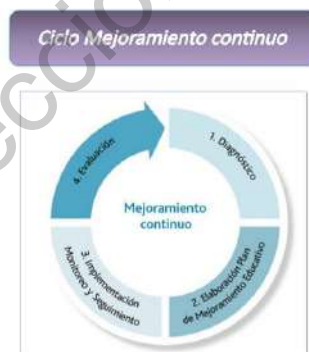 Ciclo Mejoramiento continuo
1. Diagnóstico
2. Elaboración Plan
de Mejoramiento Educativo
3. Implementación
Monitoreo y Seguimiento
4. Evaluación
Mejoramiento
continuo